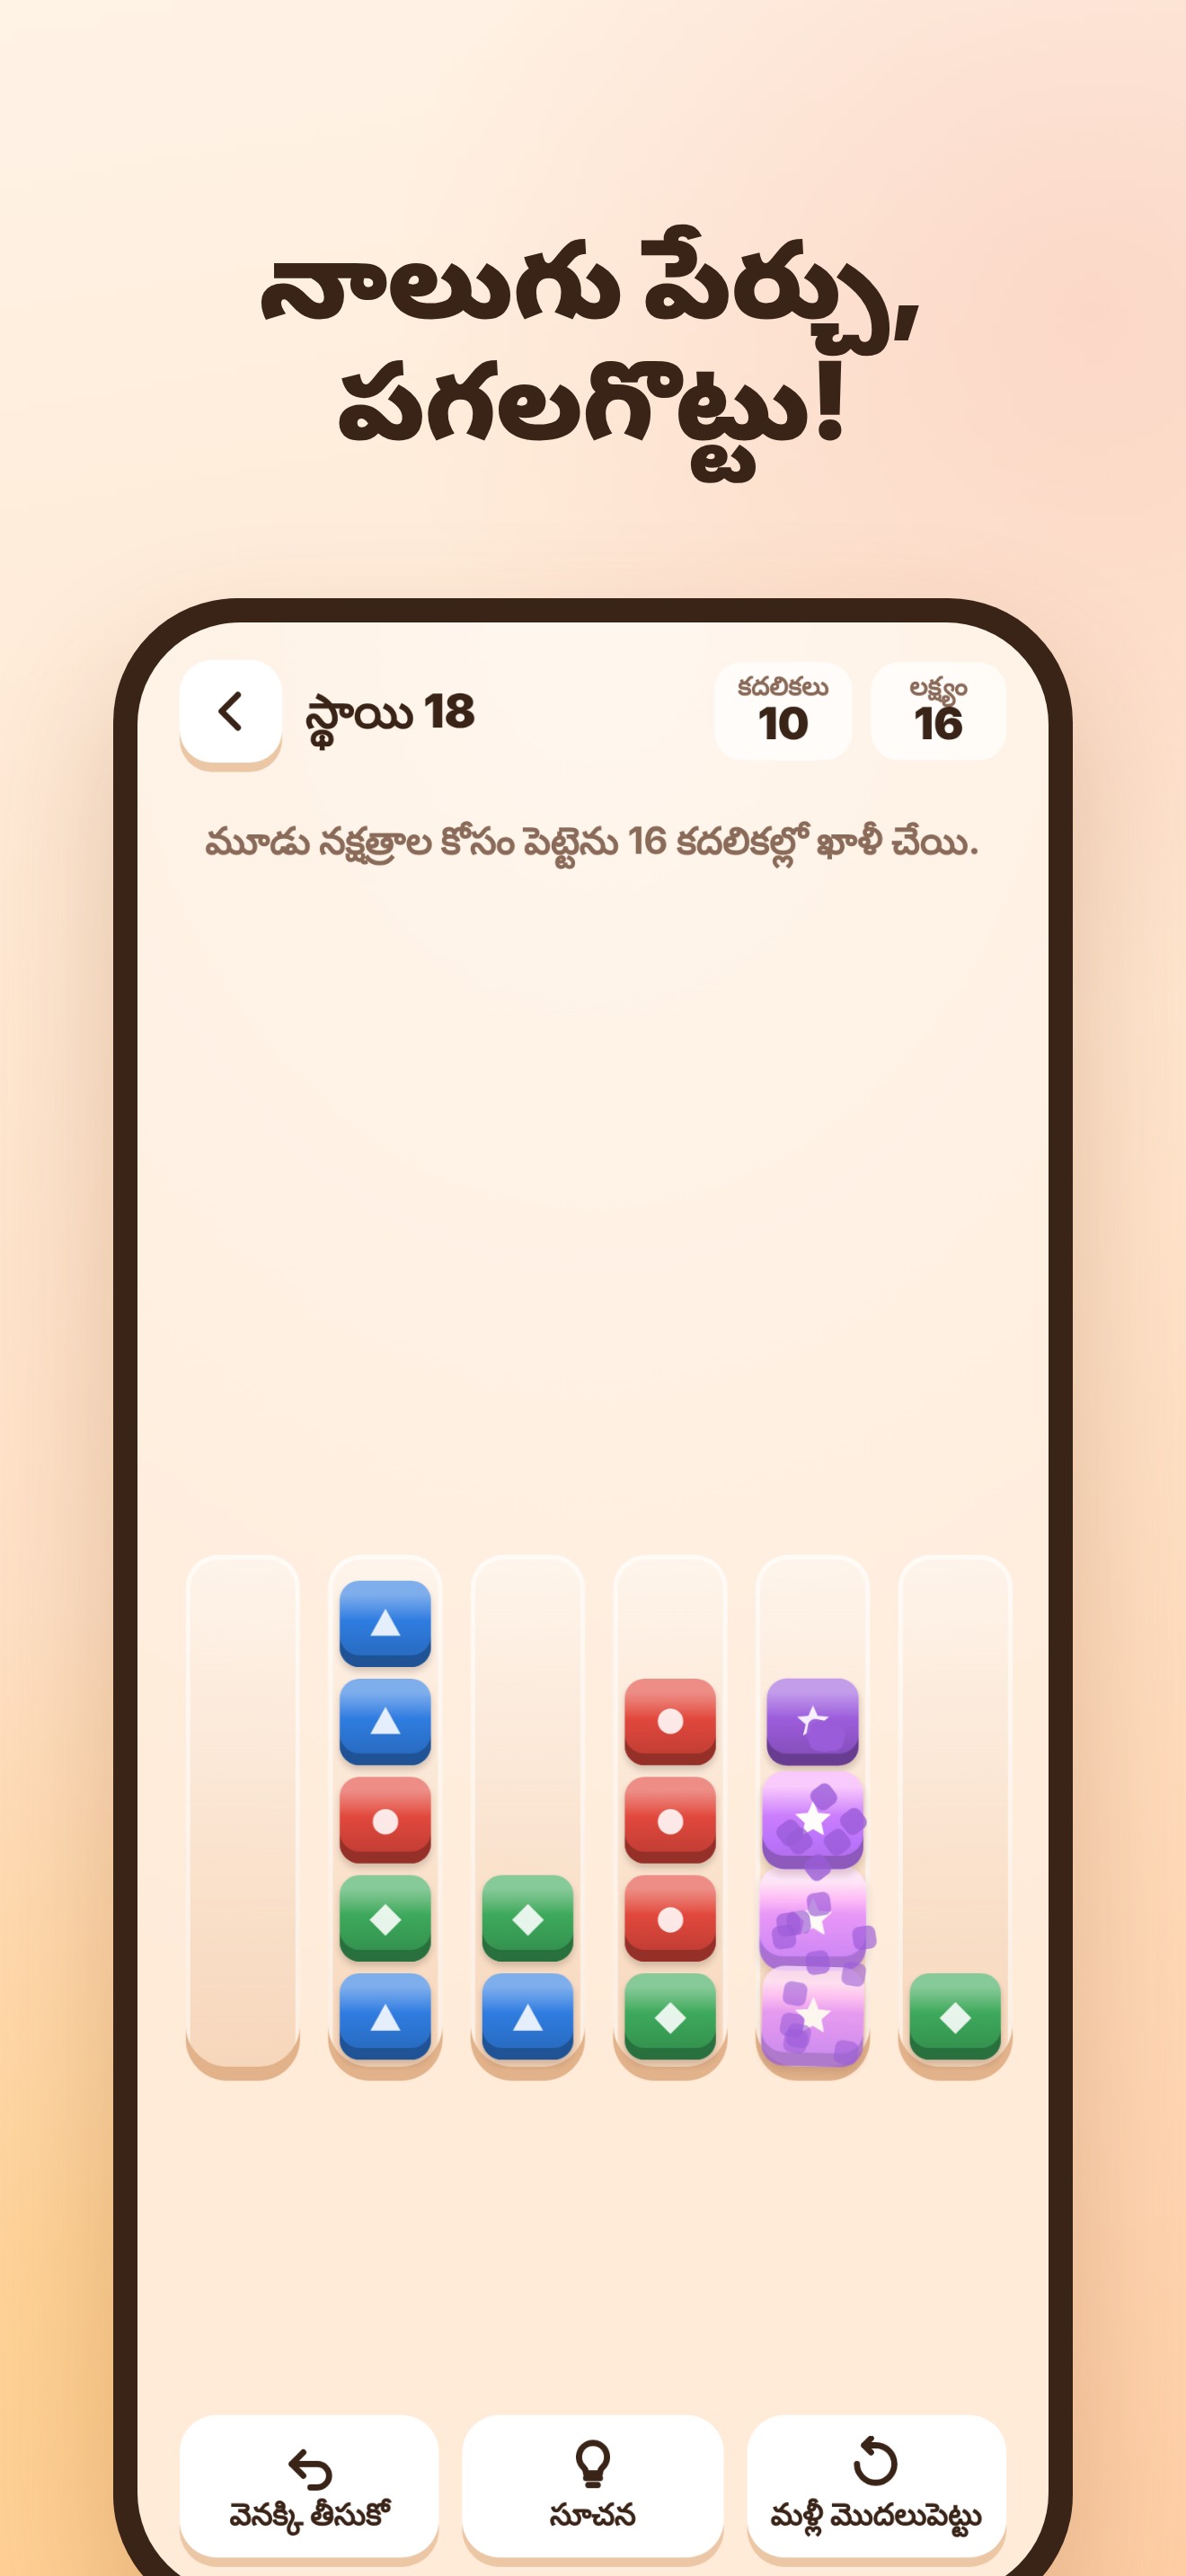 నాలుగు పేర్చు,
పగలగొట్టు!
స్థాయి 18
కదలికలు
10
లక్ష్యం
16
మూడు నక్షత్రాల కోసం పెట్టెను 16 కదలికల్లో ఖాళీ చేయి.
వెనక్కి తీసుకో
సూచన
మళ్లీ మొదలుపెట్టు